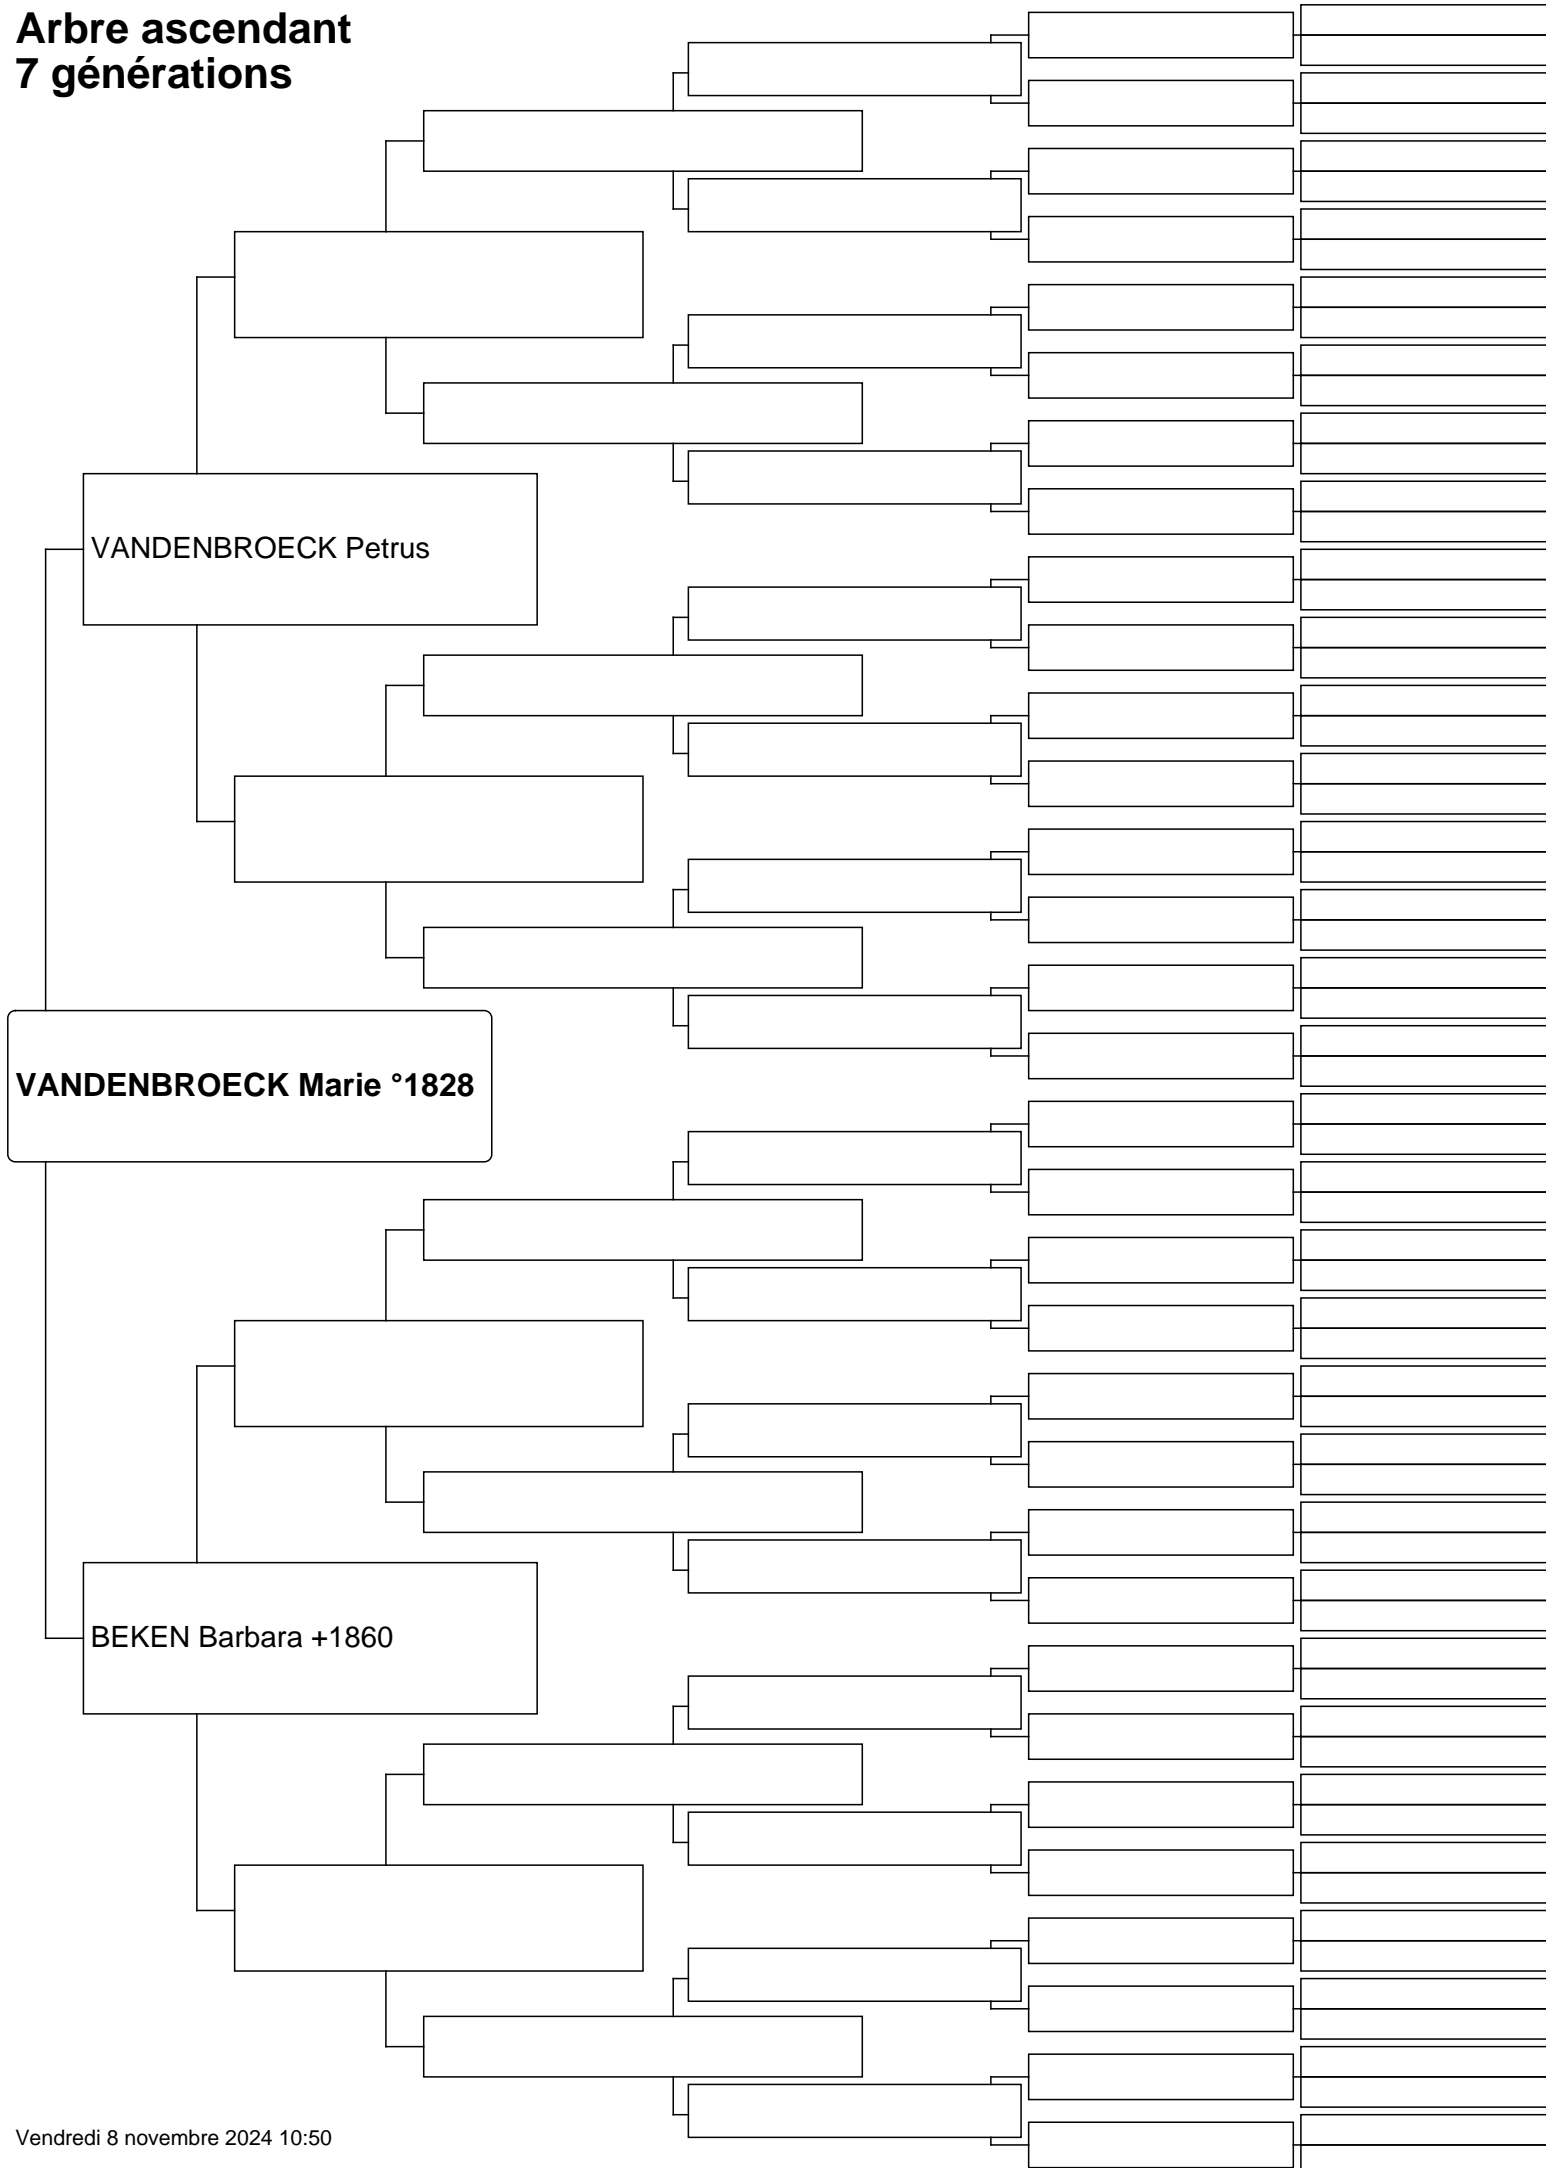 Arbre ascendant
7 générations
VANDENBROECK Petrus
VANDENBROECK Marie °1828
BEKEN Barbara +1860
Vendredi 8 novembre 2024 10:50